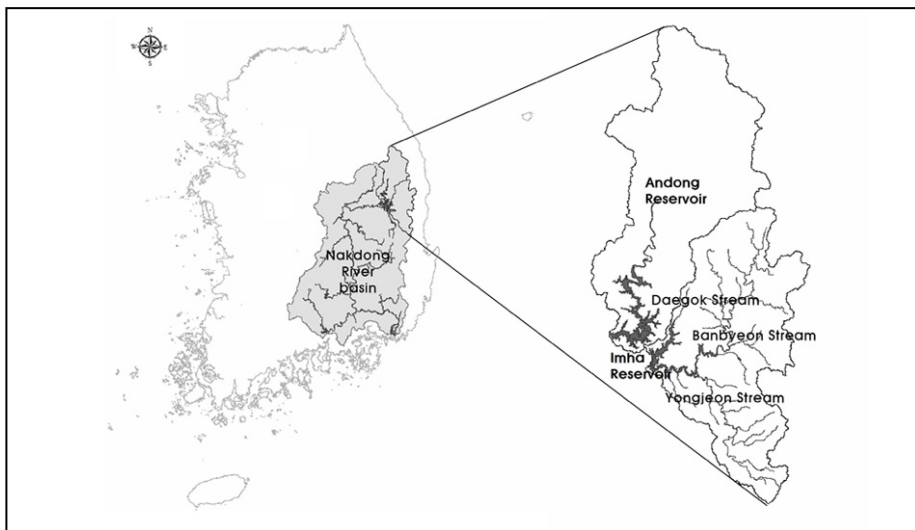 N
W E
S
Andong
Reservoir
Nakdong
River
basin
Daegok Stream
Banbyeon Stream
Imha
Reservoir
Yongjeon Stream